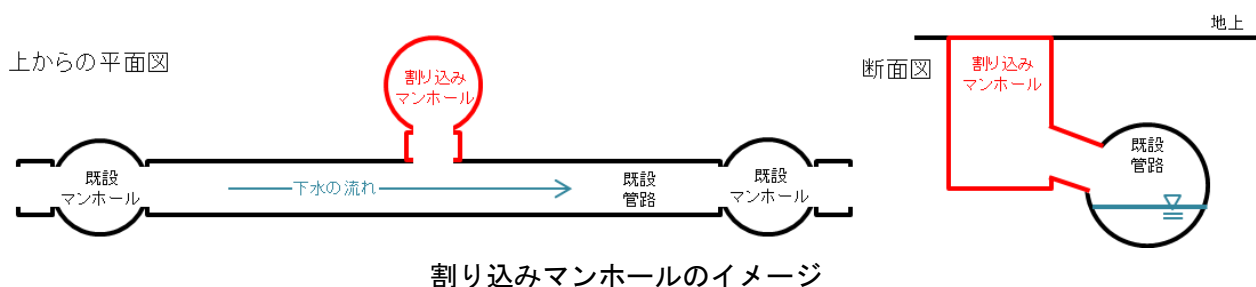 上からの平面図
割り込み
マンホール
既設
マンホール
下水の流れ
既設
管路
既設
マンホール
断面図
地上
割り込み
マンホール
既設
管路
割り込みマンホールのイメージ